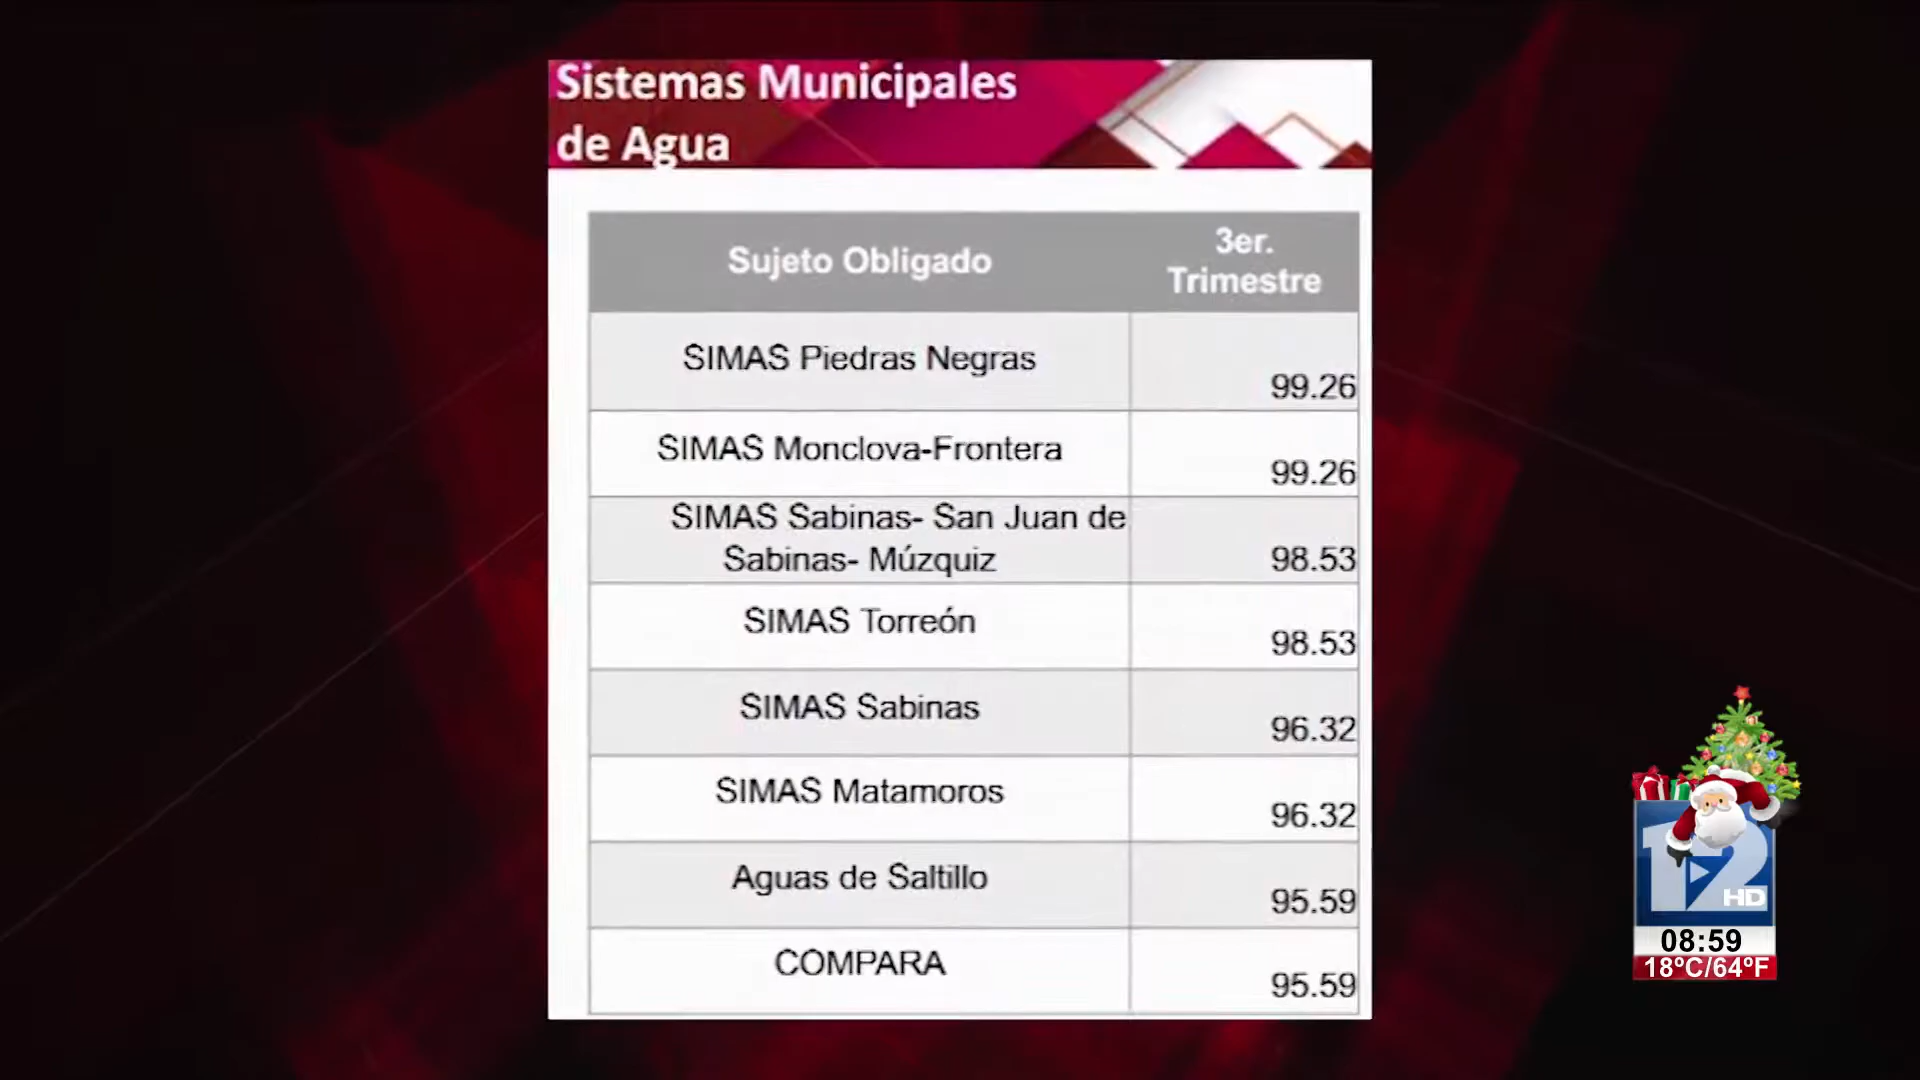 Sistemas Municipales
de Agua
Sujeto Obligado
3er.
Trimestre
SIMAS Piedras Negras
99.26
SIMAS Monclova-Frontera
99.26
SIMAS Sabinas- San Juan de
Sabinas- Múzquiz
98.53
SIMAS Torreón
98.53
SIMAS Sabinas
96.32
SIMAS Matamoros
96.32
Aguas de Saltillo
95.59
COMPARA
95.59
12
HD
08:59
18°C/64°F